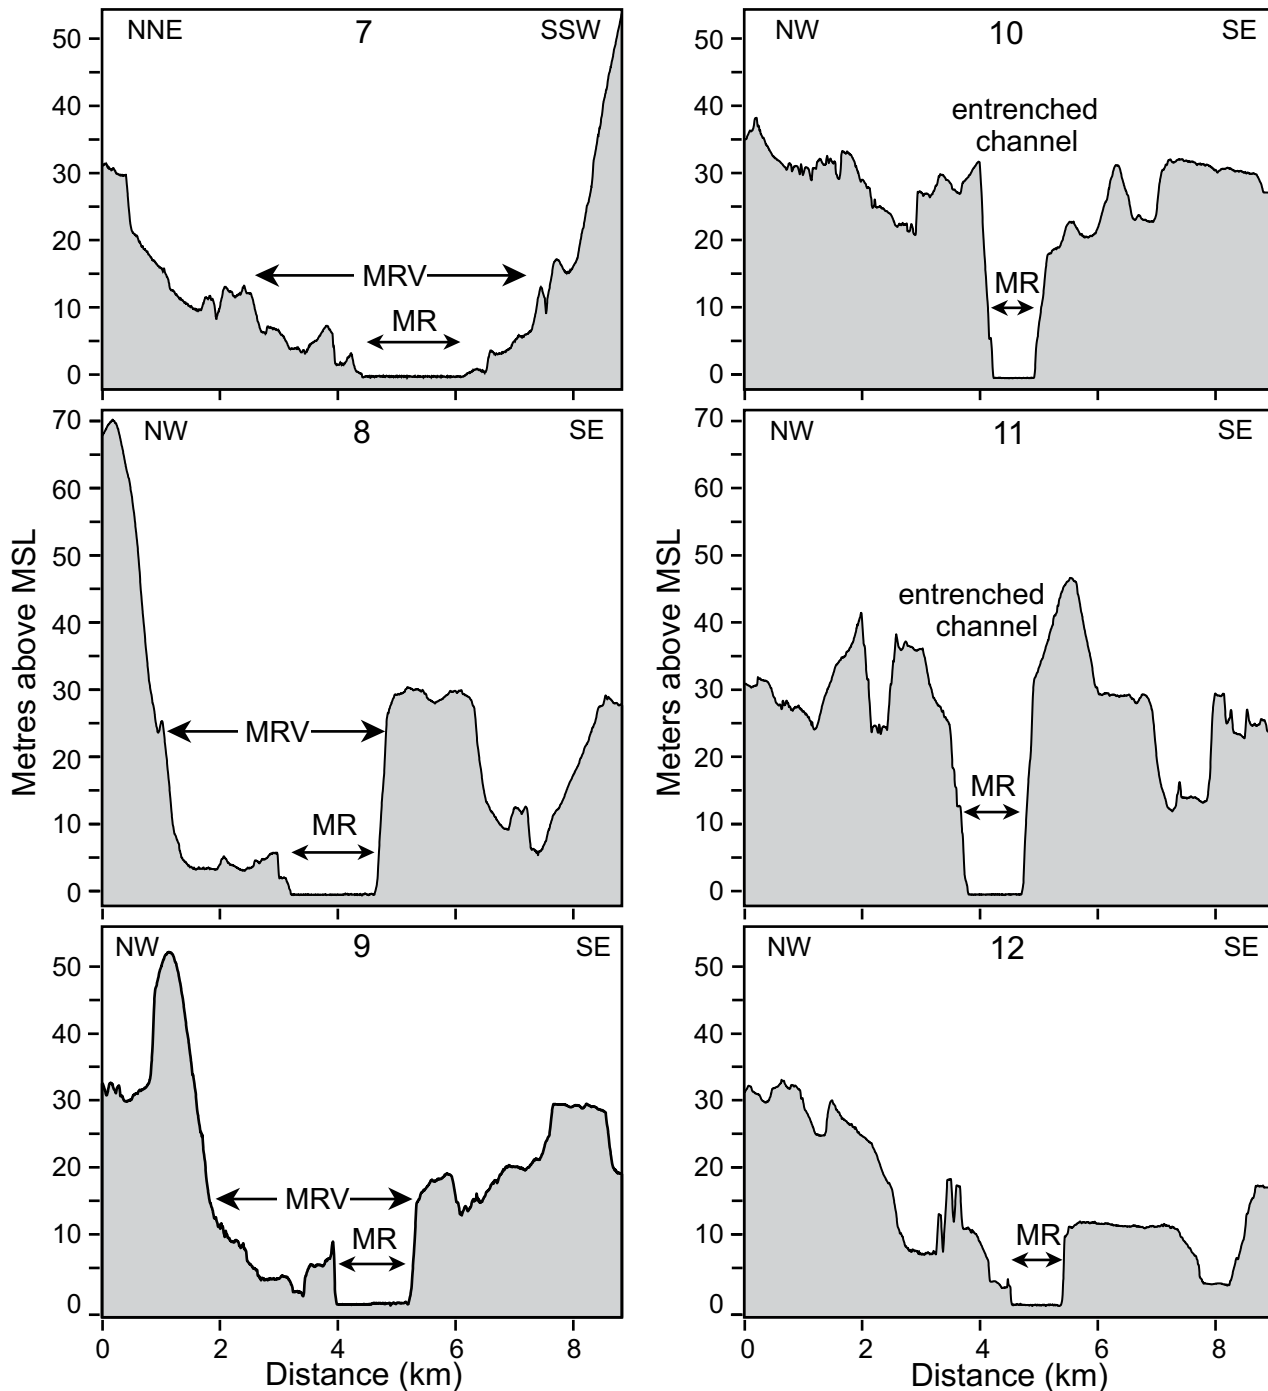 NNE 7 SSW
50
40
30
20
10
0
MRV
MR
NW 10 SE
50
40
30
20
10
0
entrenched
channel
MR
Metres above MSL
NW 8 SE
70
60
50
40
30
20
10
0
MRV
MR
Meters above MSL
NW 11 SE
70
60
50
40
30
20
10
0
entrenched
channel
MR
NW 9 SE
50
40
30
20
10
0
MRV
MR
0 2 4 6 8
Distance (km)
NW 12 SE
50
40
30
20
10
0
MR
0 2 4 6 8
Distance (km)